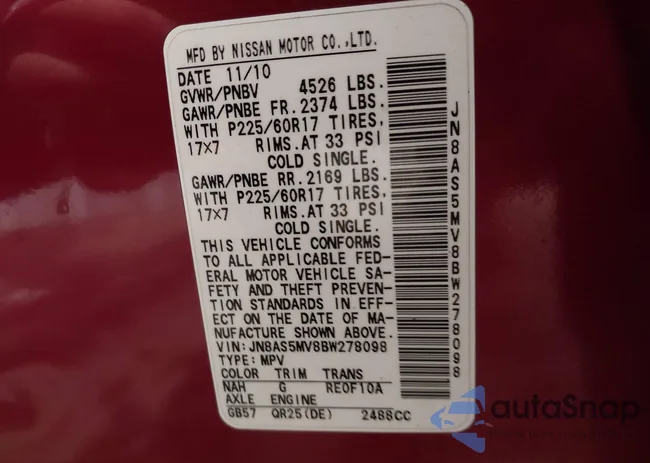 MFD BY NISSAN MOTOR CO.,LTD.
DATE 11/10
GVWR/PNBV 4526 LBS.
GAWR/PNBE FR. 2374 LBS.
WITH P225/60R17 TIRES,
17x7 RIMS.AT 33 PSI
COLD SINGLE.
GAWR/PNBE RR. 2169 LBS.
WITH P225/60R17 TIRES,
17x7 RIMS.AT 33 PSI
COLD SINGLE.
THIS VEHICLE CONFORMS
TO ALL APPLICABLE FED-
ERAL MOTOR VEHICLE SA-
FETY AND THEFT PREVEN-
TION STANDARDS IN EFF-
ECT ON THE DATE OF MA-
NUFACTURE SHOWN ABOVE.
VIN: JN8AS5MV8BW278098
TYPE: MPV
COLOR TRIM TRANS
NAH G RE0F10A
AXLE ENGINE
GB57 QR25(DE) 2488CC
JN8AS5MV8BW278098
autoSnap